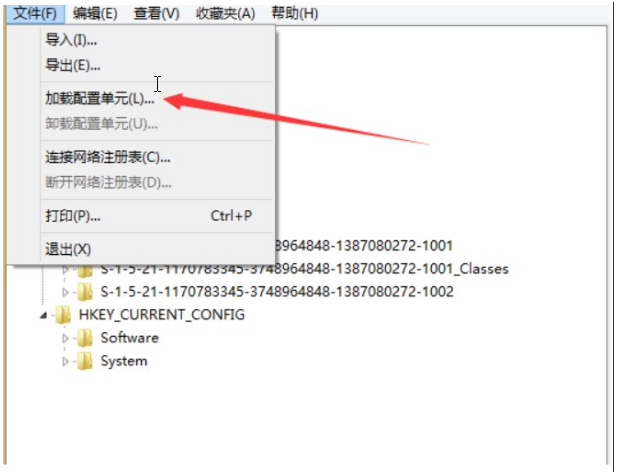 文件(F) 编辑(E) 查看(V) 收藏夹(A) 帮助(H)
导入(I)...
导出(E)...
加载配置单元(L)...
卸载配置单元(U)...
连接网络注册表(C)...
断开网络注册表(D)...
打印(P)... Ctrl+P
退出(X)
8964848-1387080272-1001
S-1-5-21-1170783345-3748964848-1387080272-1001_Classes
S-1-5-21-1170783345-3748964848-1387080272-1002
HKEY_CURRENT_CONFIG
Software
System